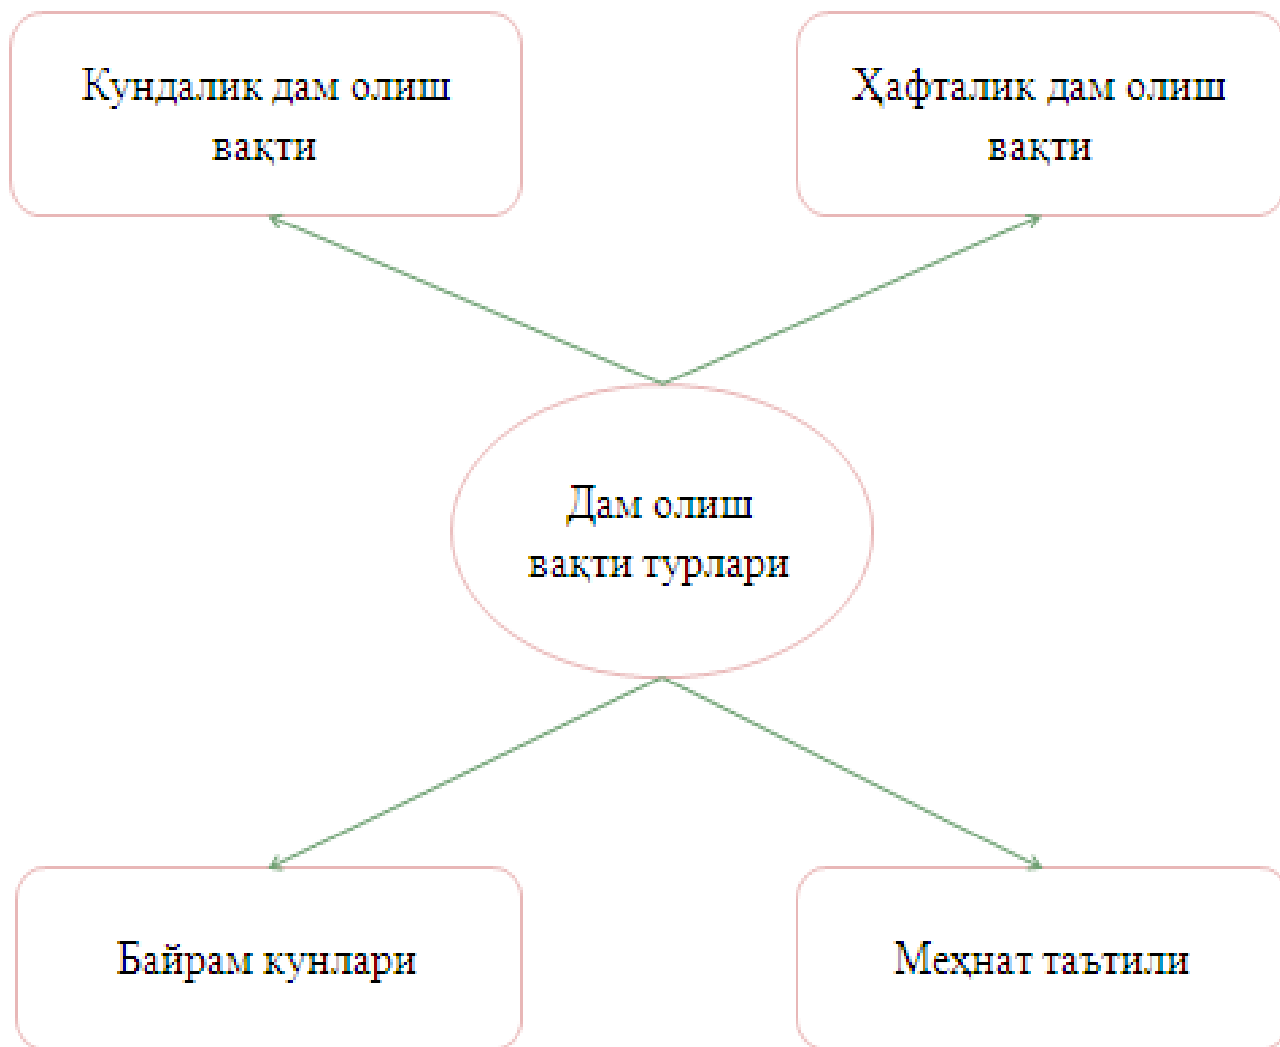 Кундалик дам олиш
вақти
Ҳафталик дам олиш
вақти
Дам олиш
вақти турлари
Байрам кунлари
Меҳнат таътили